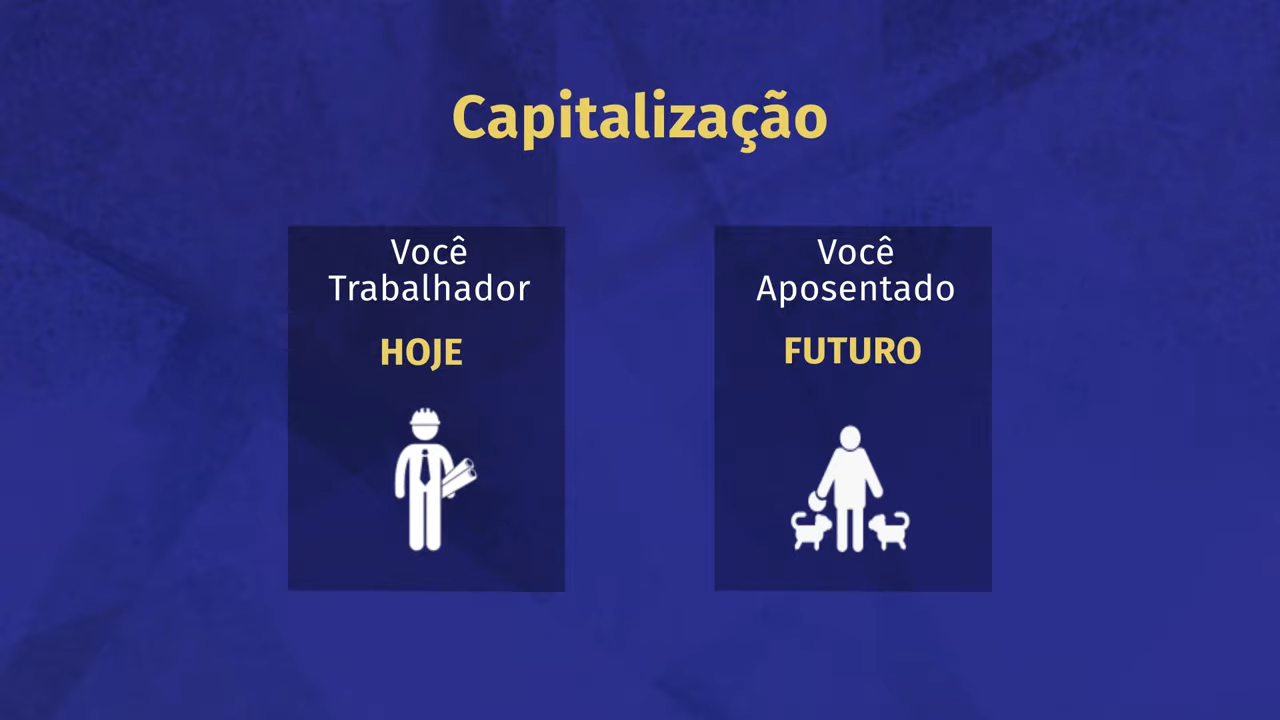 Capitalização
Você
Trabalhador
HOJE
Você
Aposentado
FUTURO